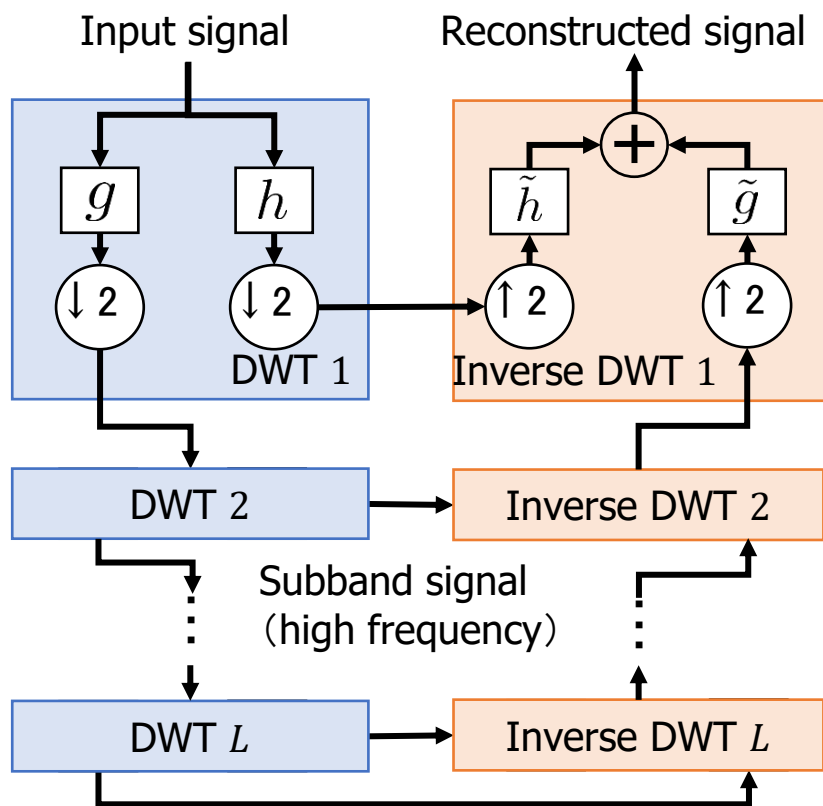 Input signal
Reconstructed signal
g
h
h̃
g̃
↓ 2
↓ 2
↑ 2
↑ 2
+
DWT 1
Inverse DWT 1
DWT 2
Inverse DWT 2
Subband signal
（high frequency）
DWT L
Inverse DWT L